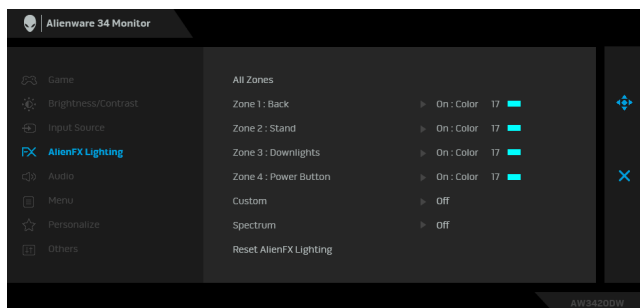 Alienware 34 Monitor
Game
Brightness/Contrast
Input Source
FX AlienFX Lighting
Audio
Menu
Personalize
Others
All Zones
Zone 1 : Back On : Color 17
Zone 2 : Stand On : Color 17
Zone 3 : Downlights On : Color 17
Zone 4 : Power Button On : Color 17
Custom Off
Spectrum Off
Reset AlienFX Lighting
AW3420DW